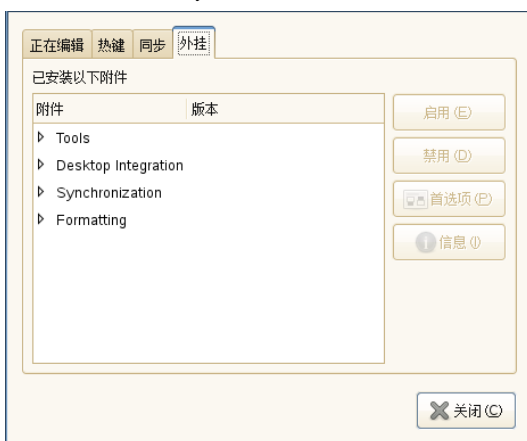 正在编辑 热键 同步 外挂
已安装以下附件
附件 版本
Tools
Desktop Integration
Synchronization
Formatting
启用(E)
禁用(D)
首选项(P)
信息(I)
关闭(C)